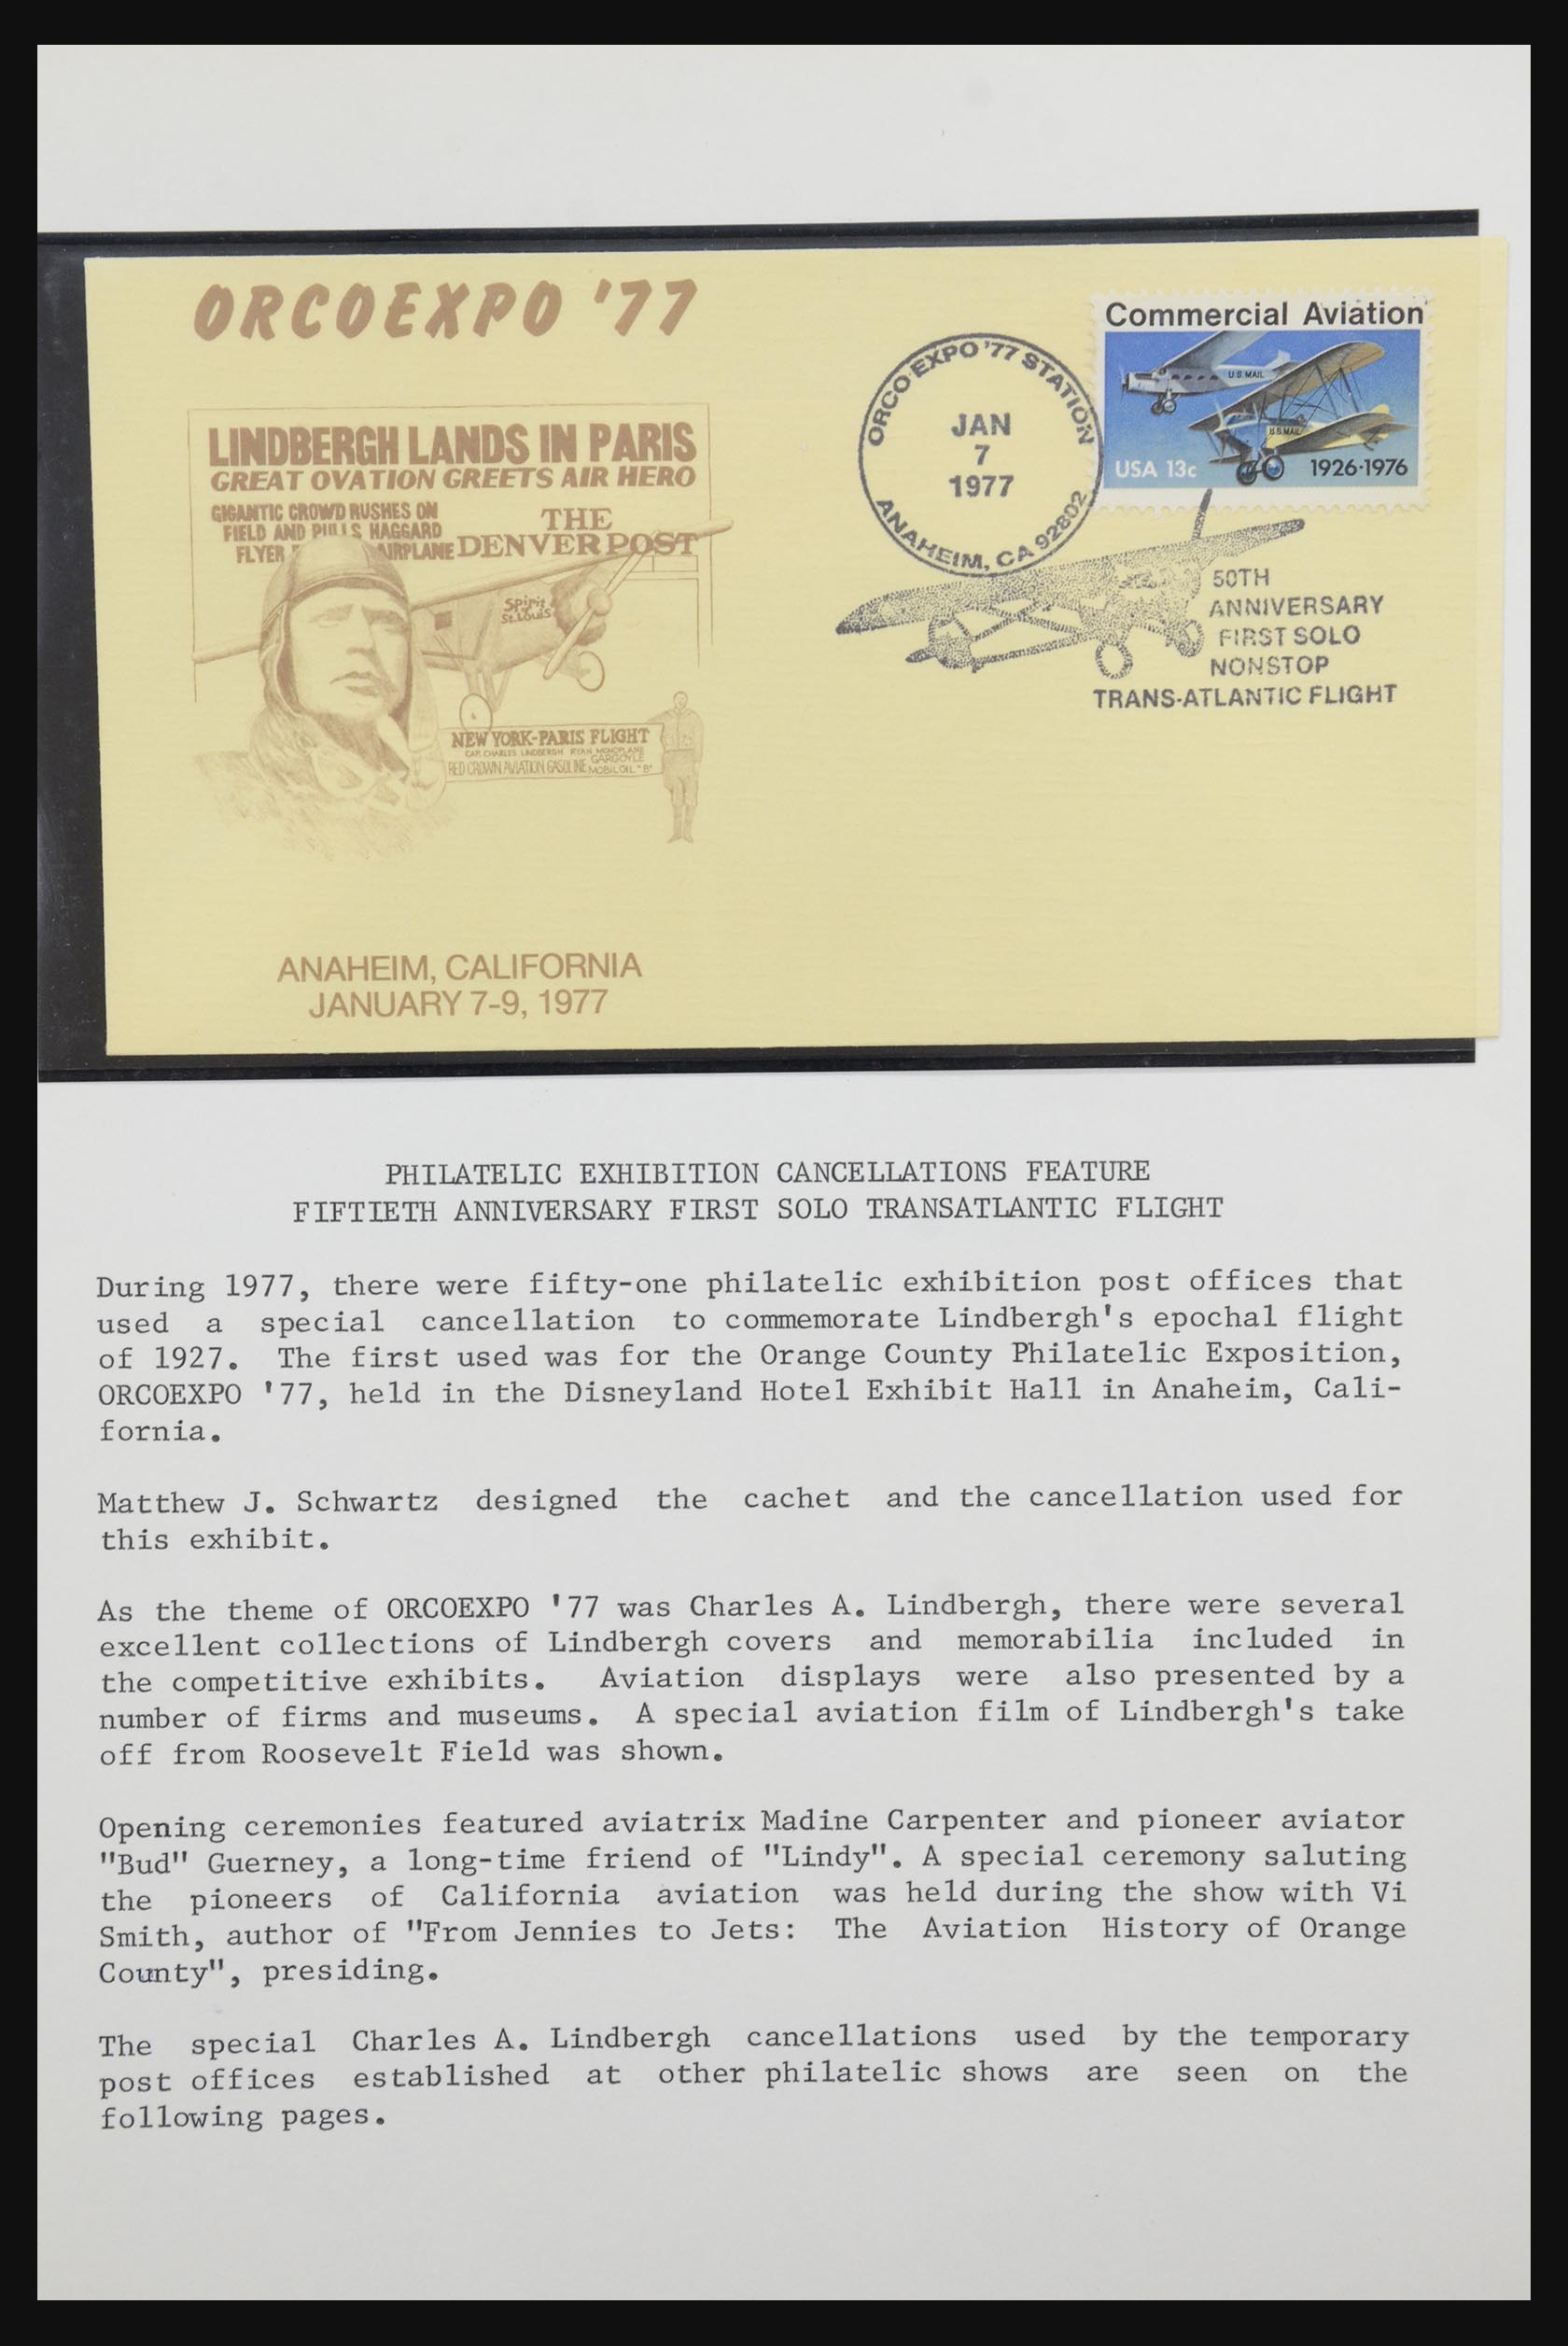 ORCOEXPO '77
LINDBERGH LANDS IN PARIS
GREAT OVATION GREETS AIR HERO
GIGANTIC CROWD RUSHES ON
FIELD AND PULLS HAGGARD
FLYER AIRPLANE
THE
DENVER POST
Spirit
of
St. Louis
NEW YORK-PARIS FLIGHT
CAP. CHARLES LINDBERGH RYAN MONOPLANE
GARGOYLE
RED CROWN AVIATION GASOLINE MOBILOIL "B"
ANAHEIM, CALIFORNIA
JANUARY 7-9, 1977
ORCO EXPO '77 STATION
JAN
7
1977
ANAHEIM, CA 92802
Commercial Aviation
U.S. MAIL
U.S. MAIL
USA 13c 1926-1976
50TH
ANNIVERSARY
FIRST SOLO
NONSTOP
TRANS-ATLANTIC FLIGHT
PHILATELIC EXHIBITION CANCELLATIONS FEATURE
FIFTIETH ANNIVERSARY FIRST SOLO TRANSATLANTIC FLIGHT
During 1977, there were fifty-one philatelic exhibition post offices that
used a special cancellation to commemorate Lindbergh's epochal flight
of 1927. The first used was for the Orange County Philatelic Exposition,
ORCOEXPO '77, held in the Disneyland Hotel Exhibit Hall in Anaheim, Cali-
fornia.
Matthew J. Schwartz designed the cachet and the cancellation used for
this exhibit.
As the theme of ORCOEXPO '77 was Charles A. Lindbergh, there were several
excellent collections of Lindbergh covers and memorabilia included in
the competitive exhibits. Aviation displays were also presented by a
number of firms and museums. A special aviation film of Lindbergh's take
off from Roosevelt Field was shown.
Opening ceremonies featured aviatrix Madine Carpenter and pioneer aviator
"Bud" Guerney, a long-time friend of "Lindy". A special ceremony saluting
the pioneers of California aviation was held during the show with Vi
Smith, author of "From Jennies to Jets: The Aviation History of Orange
County", presiding.
The special Charles A. Lindbergh cancellations used by the temporary
post offices established at other philatelic shows are seen on the
following pages.